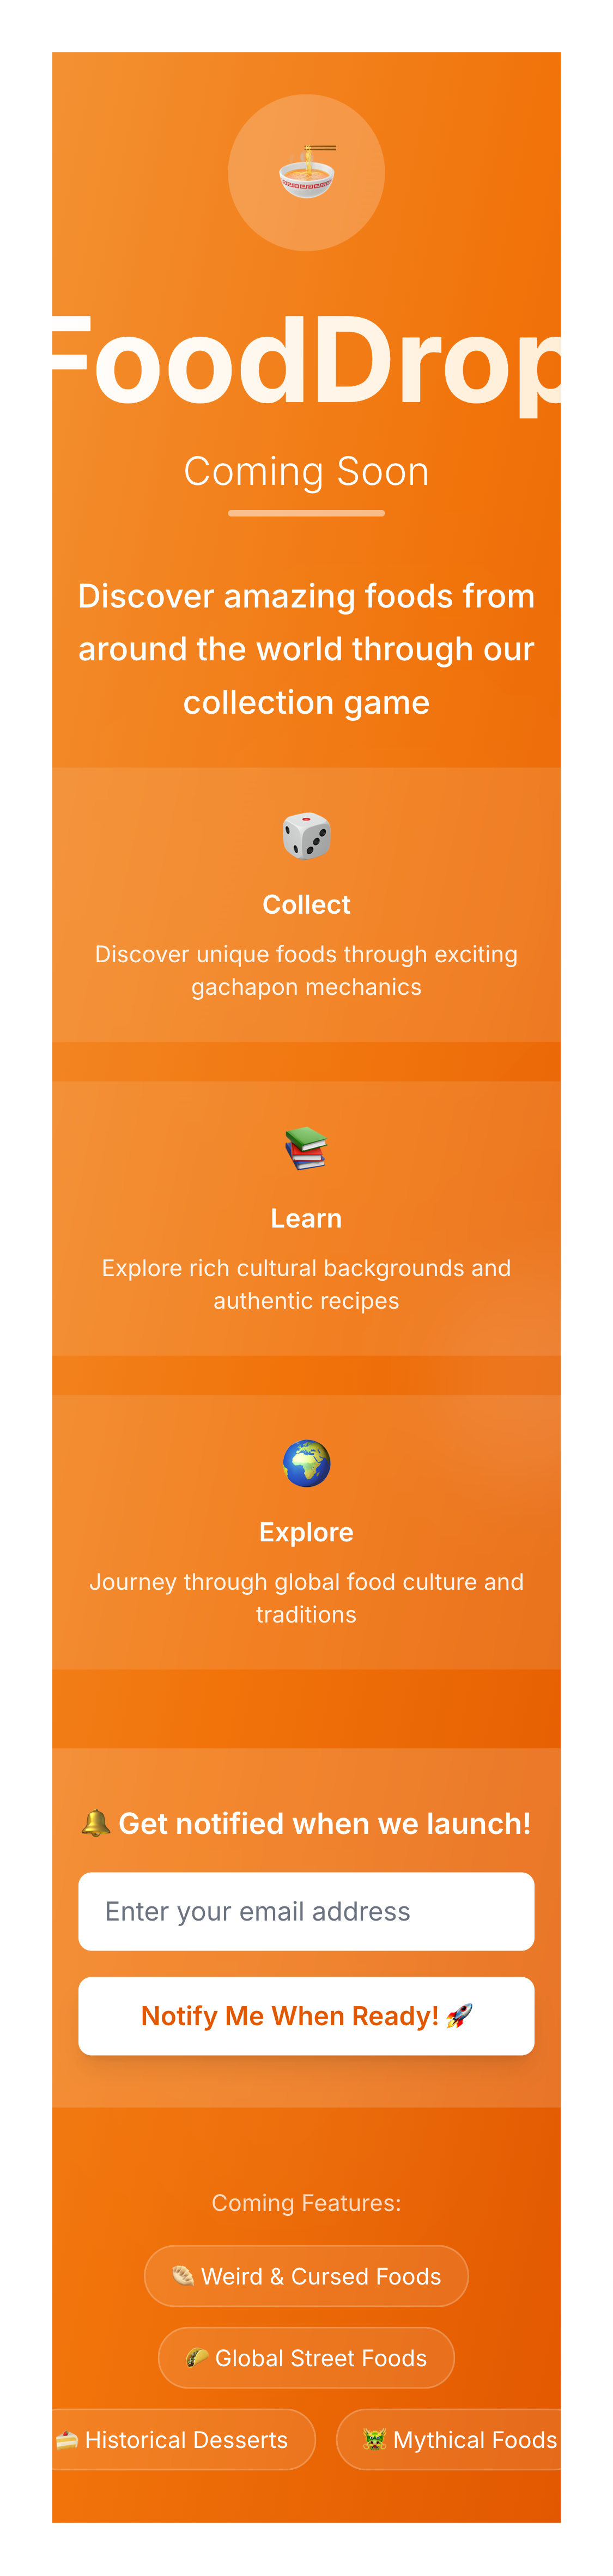 FoodDrop
Coming Soon
Discover amazing foods from
around the world through our
collection game
Collect
Discover unique foods through exciting
gachapon mechanics
Learn
Explore rich cultural backgrounds and
authentic recipes
Explore
Journey through global food culture and
traditions
🔔 Get notified when we launch!
Enter your email address
Notify Me When Ready! 🚀
Coming Features:
🥟 Weird & Cursed Foods
🌮 Global Street Foods
🍰 Historical Desserts
🐲 Mythical Foods